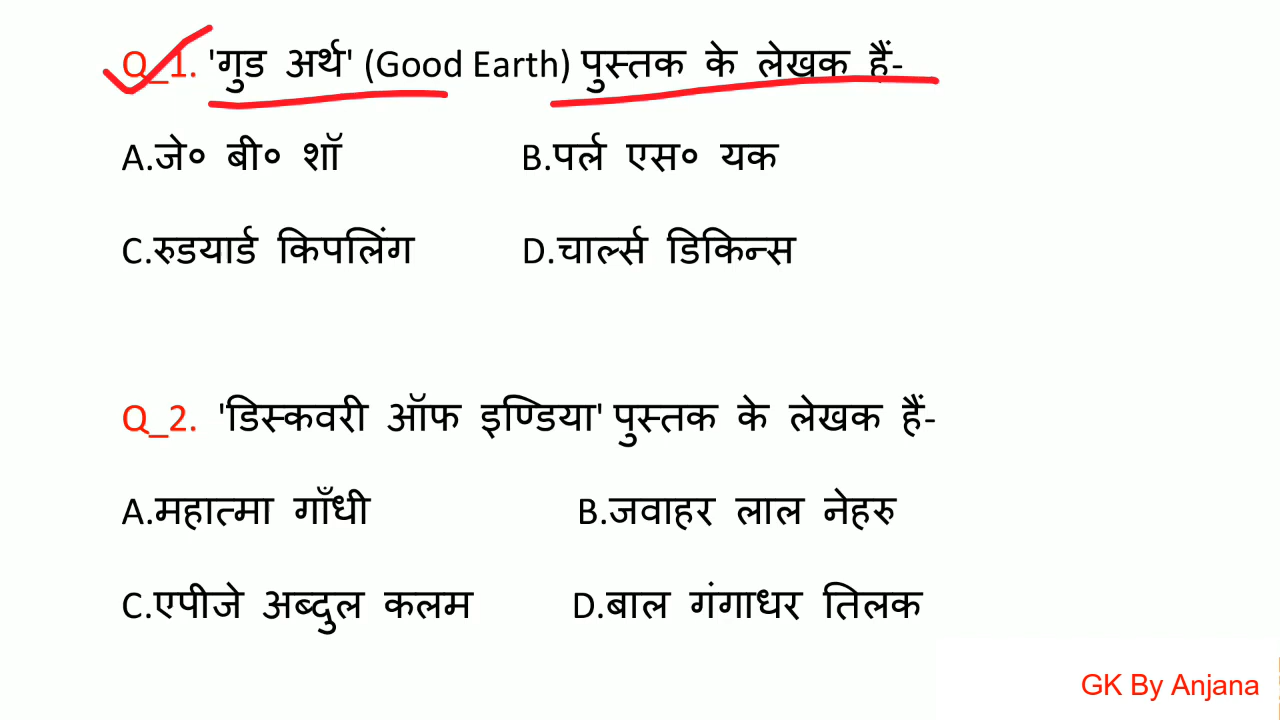 Q_1. 'गुड अर्थ' (Good Earth) पुस्तक के लेखक हैं-
A.जे० बी० शॉ B.पर्ल एस० यक
C.रुडयार्ड किपलिंग D.चार्ल्स डिकिन्स
Q_2. 'डिस्कवरी ऑफ इण्डिया' पुस्तक के लेखक हैं-
A.महात्मा गाँधी B.जवाहर लाल नेहरु
C.एपीजे अब्दुल कलम D.बाल गंगाधर तिलक
GK By Anjana